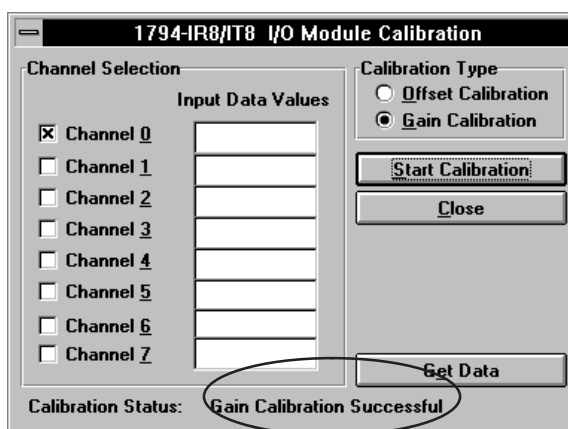 1794-IR8/IT8 I/O Module Calibration
Channel Selection
Input Data Values
Channel 0
Channel 1
Channel 2
Channel 3
Channel 4
Channel 5
Channel 6
Channel 7
Calibration Type
Offset Calibration
Gain Calibration
Start Calibration
Close
Get Data
Calibration Status: Gain Calibration Successful